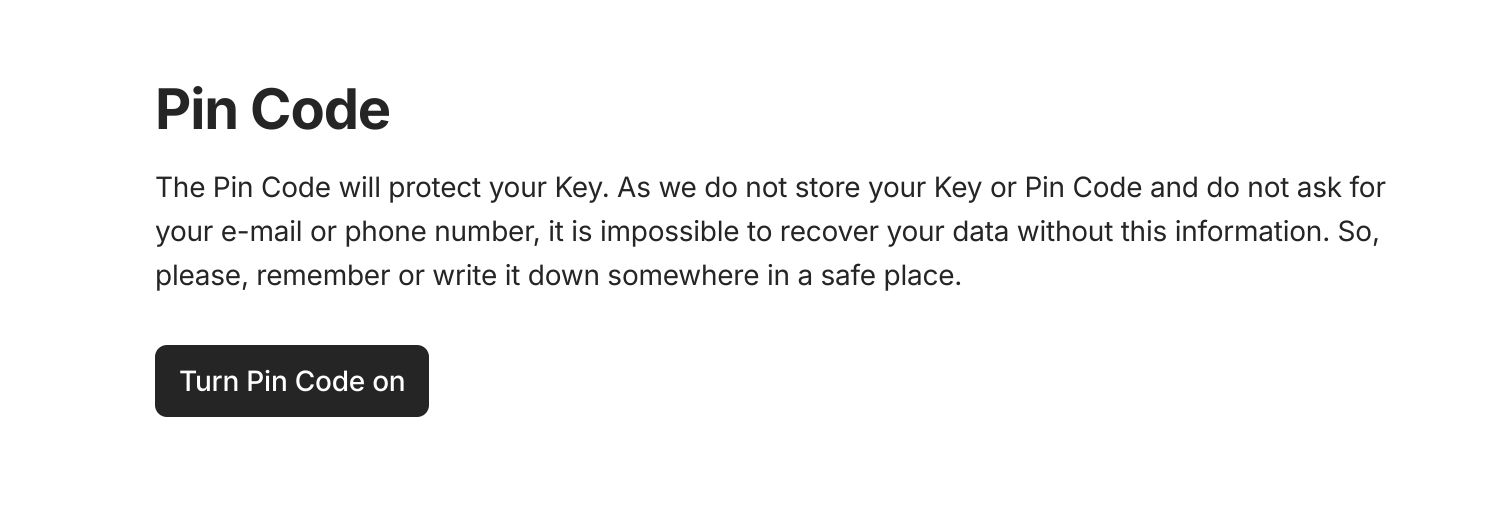 Pin Code
The Pin Code will protect your Key. As we do not store your Key or Pin Code and do not ask for
your e-mail or phone number, it is impossible to recover your data without this information. So,
please, remember or write it down somewhere in a safe place.
Turn Pin Code on